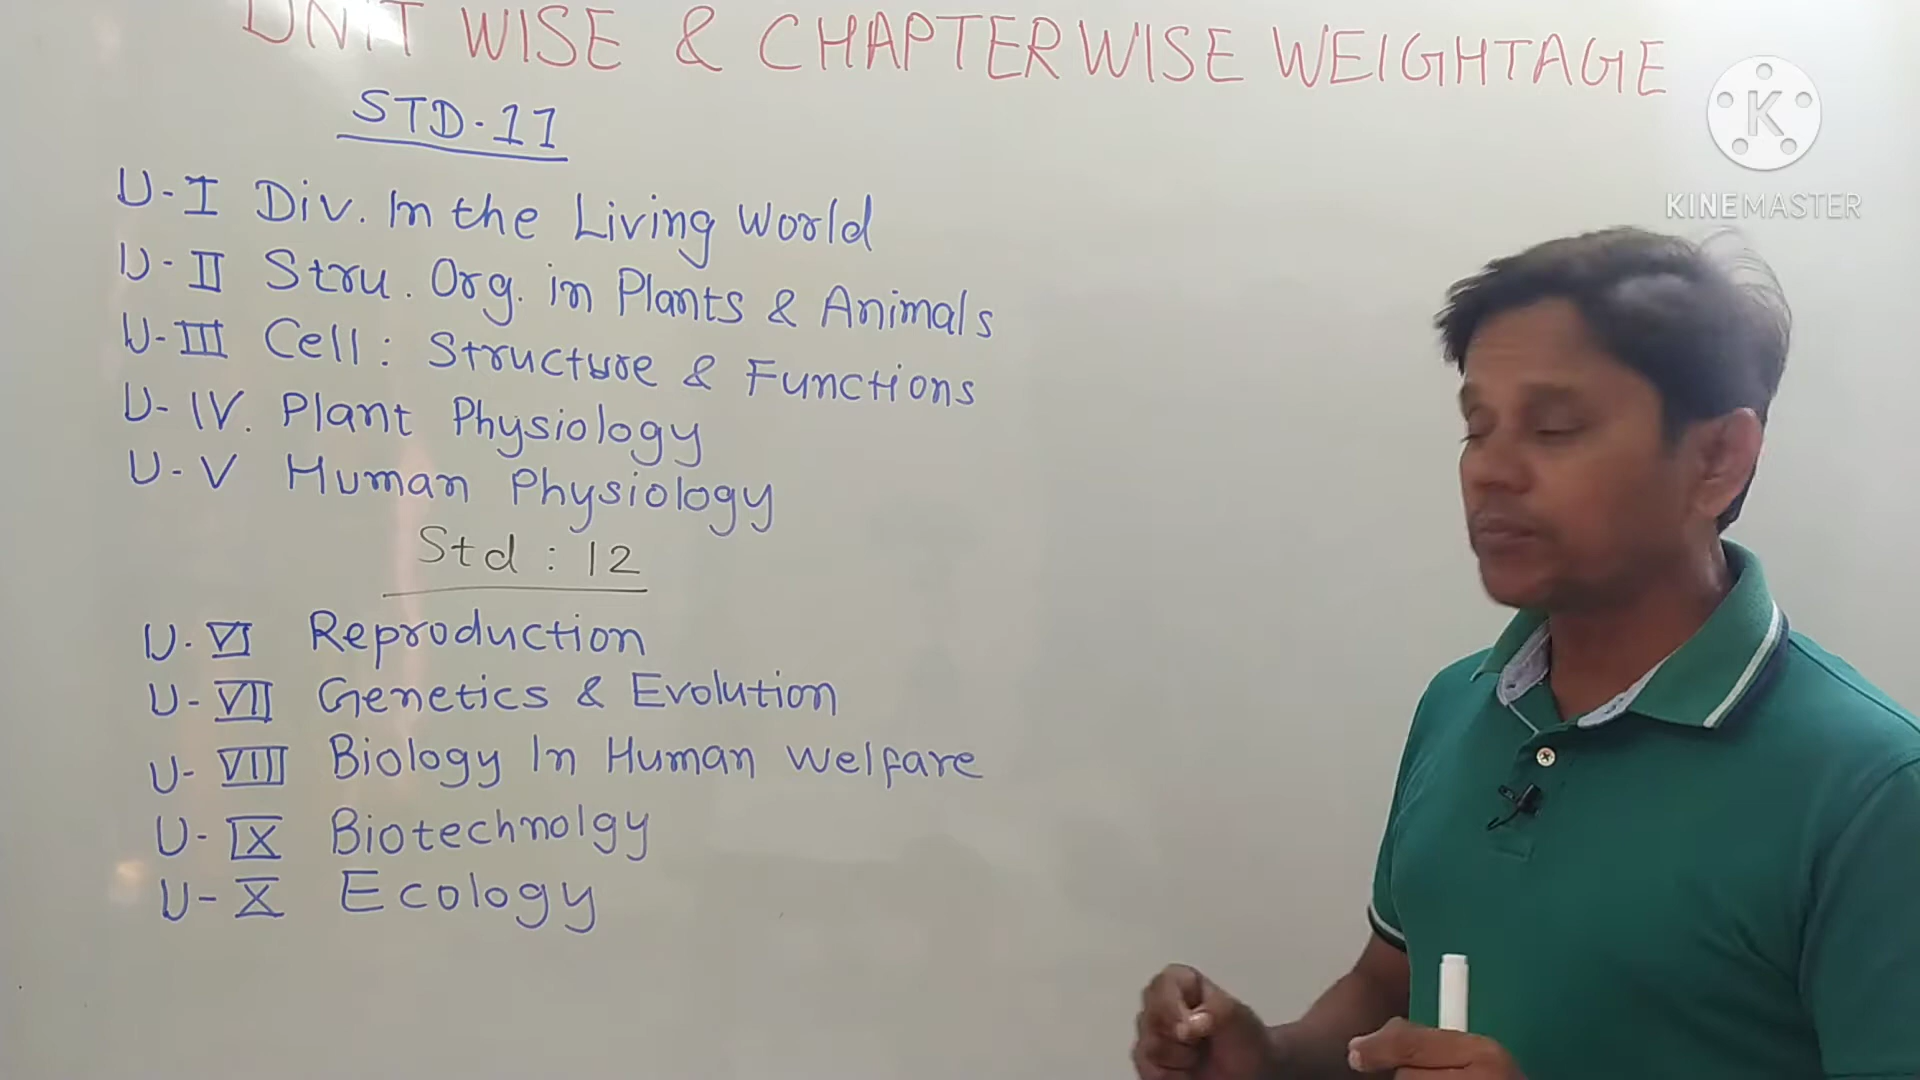 UNIT WISE & CHAPTERWISE WEIGHTAGE
STD-11
U-I Div. In the Living World
U-II Stru. Org. in Plants & Animals
U-III Cell: Structure & Functions
U-IV. Plant Physiology
U-V Human Physiology
Std: 12
U-VI Reproduction
U-VII Genetics & Evolution
U-VIII Biology In Human Welfare
U-IX Biotechnolgy
U-X Ecology
K
KINEMASTER